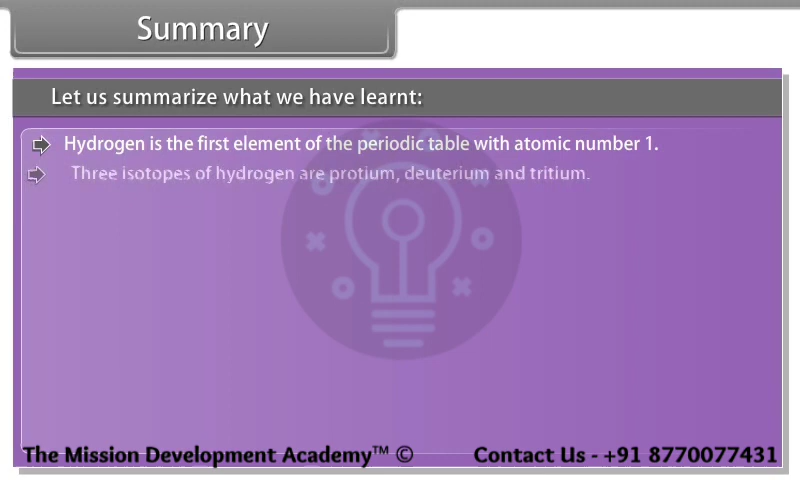 Summary
Let us summarize what we have learnt:
Hydrogen is the first element of the periodic table with atomic number 1.
Three isotopes of hydrogen are protium, deuterium and tritium.
The Mission Development Academy™ © Contact Us - +91 8770077431